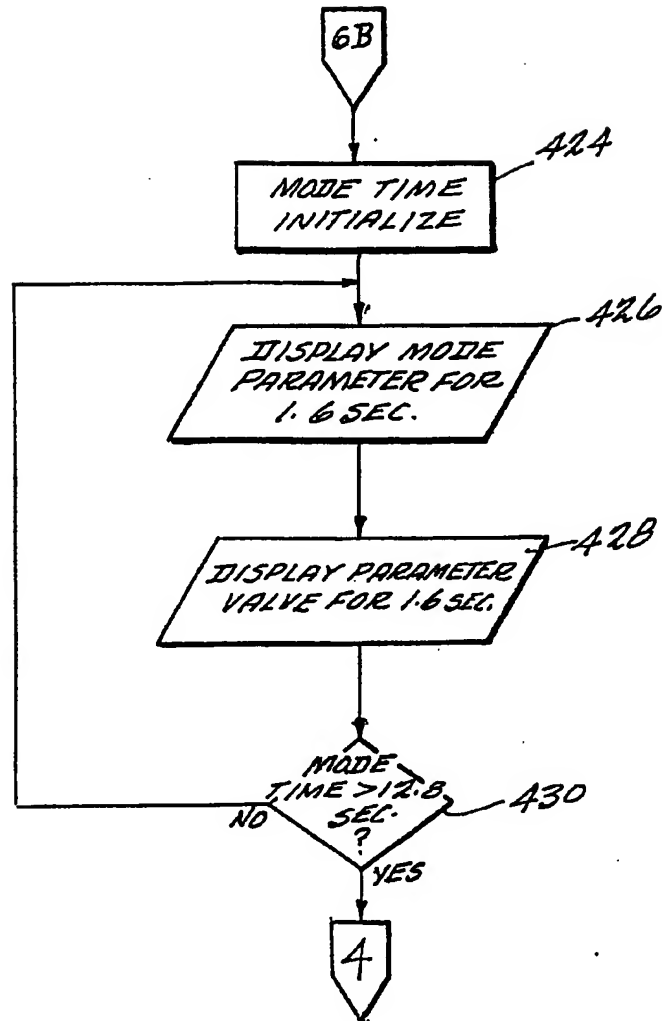 6B
424
MODE TIME
INITIALIZE
426
DISPLAY MODE
PARAMETER FOR
1.6 SEC.
428
DISPLAY PARAMETER
VALVE FOR 1.6 SEC.
MODE
TIME > 12.8
SEC.
?
430
NO
YES
4